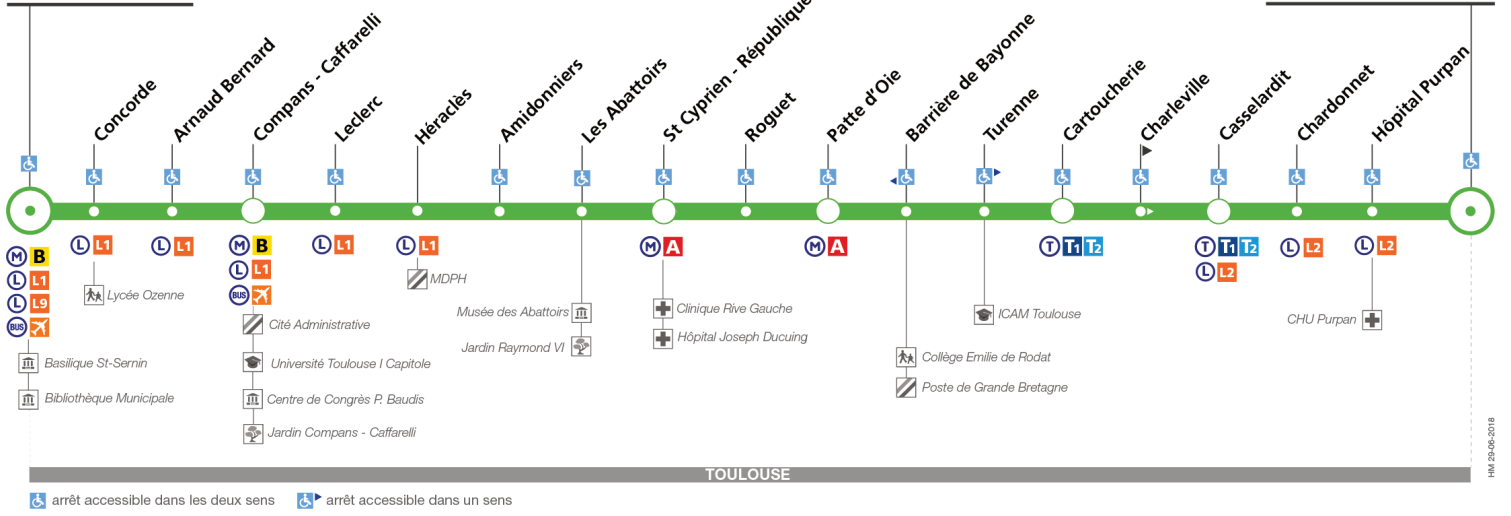 Concorde
Arnaud Bernard
Compans - Caffarelli
Leclerc
Héraclès
Amidonniers
Les Abattoirs
St Cyprien - République
Roguet
Patte d'Oie
Barrière de Bayonne
Turenne
Cartoucherie
Charleville
Casselardit
Chardonnet
Hôpital Purpan
M B
L L1
L L9
BUS
Basilique St-Sernin
Bibliothèque Municipale
L L1
Lycée Ozenne
L L1
M B
L L1
BUS
Cité Administrative
Université Toulouse I Capitole
Centre de Congrès P. Baudis
Jardin Compans - Caffarelli
L L1
L L1
MDPH
Musée des Abattoirs
Jardin Raymond VI
M A
Clinique Rive Gauche
Hôpital Joseph Ducuing
M A
Collège Emilie de Rodat
Poste de Grande Bretagne
ICAM Toulouse
T T1 T2
T T1 T2
L L2
L L2
L L2
CHU Purpan
TOULOUSE
HM 29-06-2018
arrêt accessible dans les deux sens
arrêt accessible dans un sens